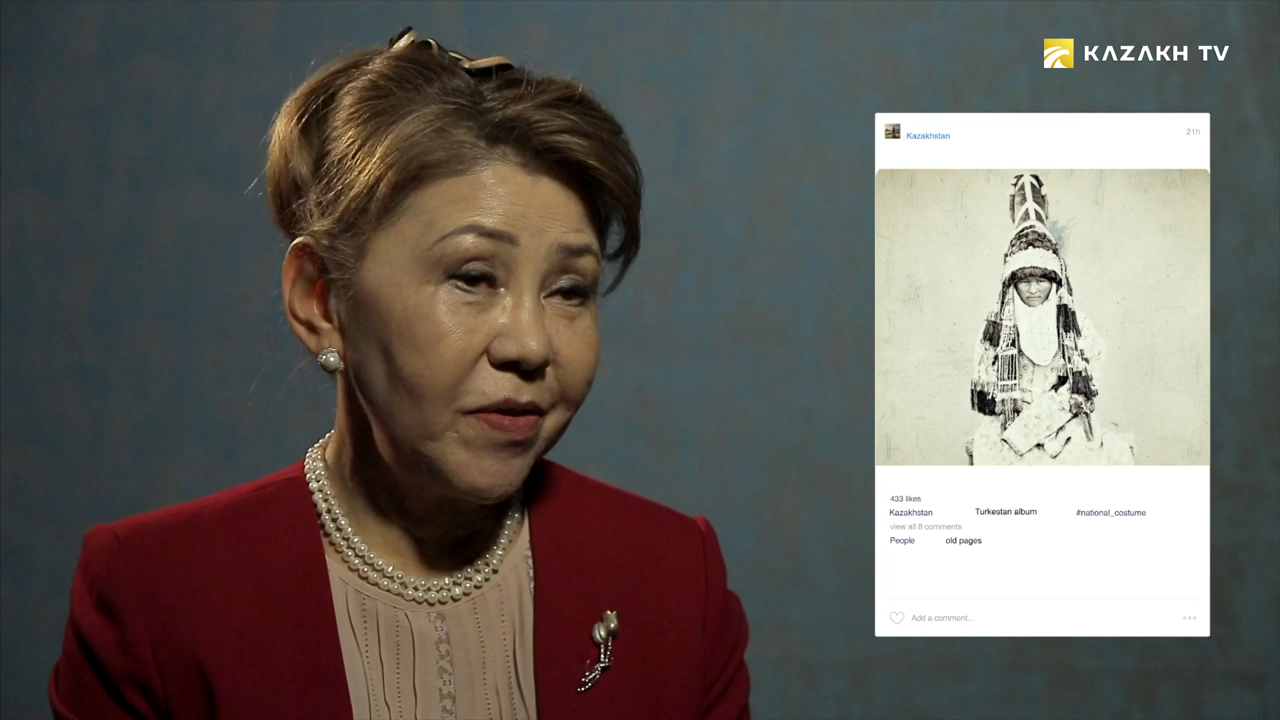 KAZAKH TV
Kazakhstan 21h
433 likes
Kazakhstan Turkestan album #national_costume
view all 8 comments
People old pages
Add a comment...